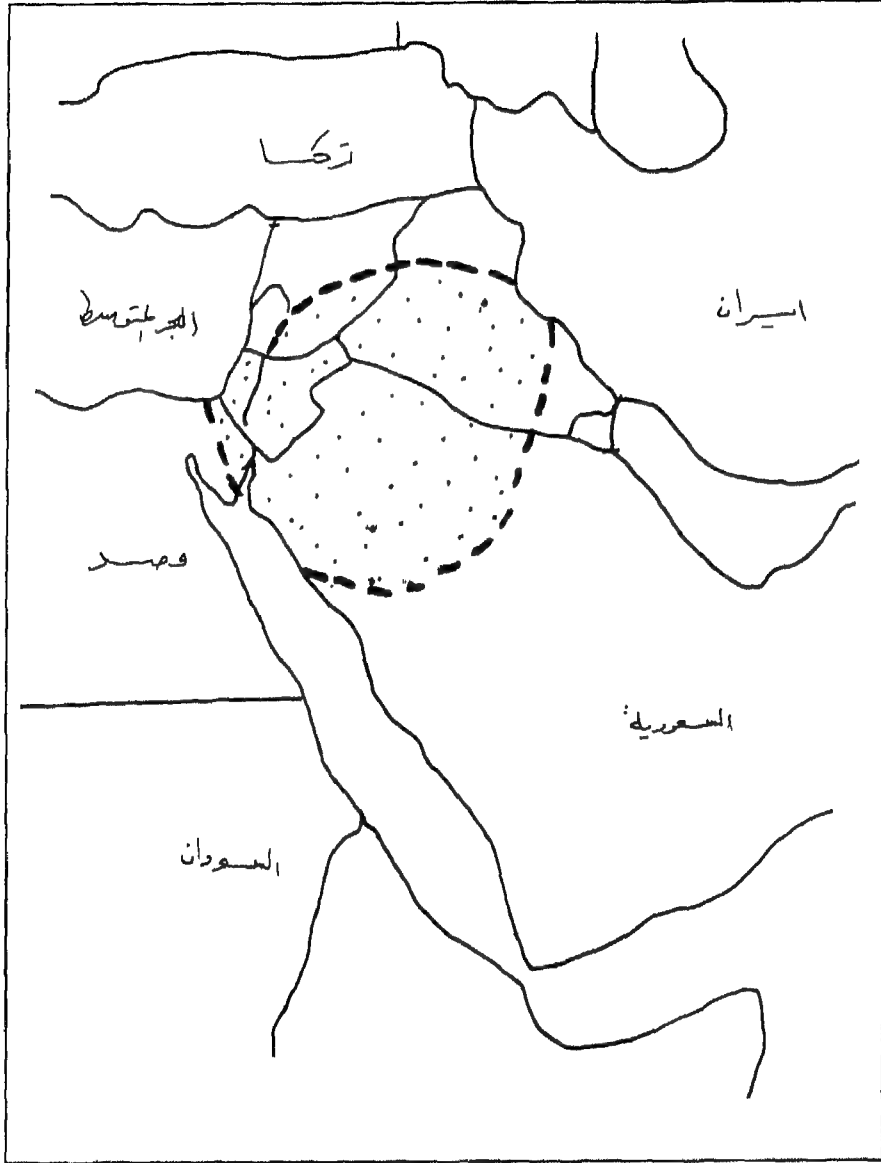 تركيا
البحر المتوسط
ايران
مصر
السعودية
السودان